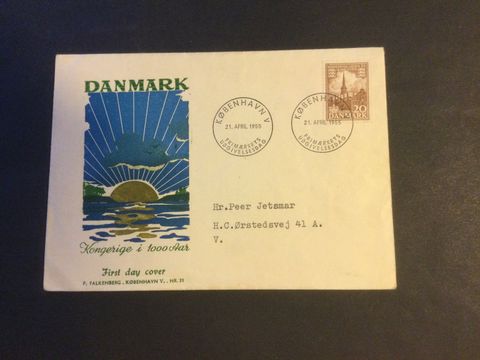 DANMARK
Kongerige i 1000 Aar
First day cover
F. FALKENBERG . KØBENHAVN V. . NR. 31
KØBENHAVN V
21. APRIL 1955
FRIMÆRKETS
UDGIVELSESDAG
KØBENHAVN
21. APRIL 1955
FRIMÆRKETS
UDGIVELSESDAG
20
DANMARK
Hr.Peer Jetsmar
H.C.Ørstedsvej 41 A.
V.